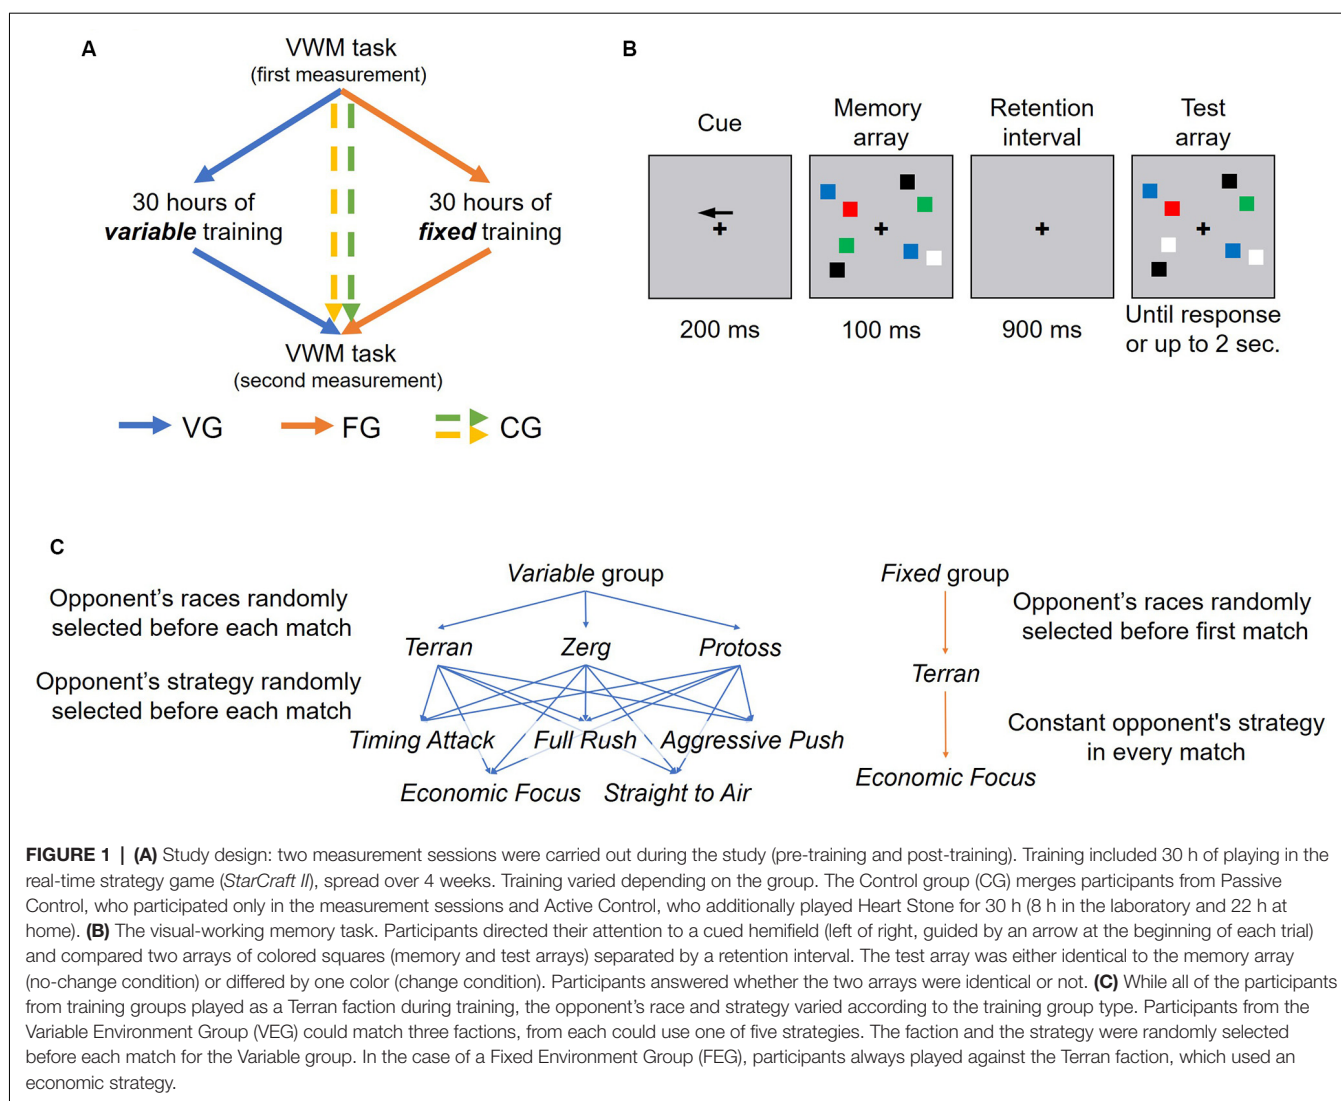 A
VWM task
(first measurement)
30 hours of
variable training
30 hours of
fixed training
VWM task
(second measurement)
VG
FG
CG
B
Cue
Memory
array
Retention
interval
Test
array
200 ms
100 ms
900 ms
Until response
or up to 2 sec.
C
Opponent's races randomly
selected before each match
Opponent's strategy randomly
selected before each match
Variable group
Terran
Zerg
Protoss
Timing Attack
Full Rush
Aggressive Push
Economic Focus
Straight to Air
Fixed group
Opponent's races randomly
selected before first match
Terran
Constant opponent's strategy
in every match
Economic Focus
FIGURE 1 | (A) Study design: two measurement sessions were carried out during the study (pre-training and post-training). Training included 30 h of playing in the
real-time strategy game (StarCraft II), spread over 4 weeks. Training varied depending on the group. The Control group (CG) merges participants from Passive
Control, who participated only in the measurement sessions and Active Control, who additionally played Heart Stone for 30 h (8 h in the laboratory and 22 h at
home). (B) The visual-working memory task. Participants directed their attention to a cued hemifield (left of right, guided by an arrow at the beginning of each trial)
and compared two arrays of colored squares (memory and test arrays) separated by a retention interval. The test array was either identical to the memory array
(no-change condition) or differed by one color (change condition). Participants answered whether the two arrays were identical or not. (C) While all of the participants
from training groups played as a Terran faction during training, the opponent's race and strategy varied according to the training group type. Participants from the
Variable Environment Group (VEG) could match three factions, from each could use one of five strategies. The faction and the strategy were randomly selected
before each match for the Variable group. In the case of a Fixed Environment Group (FEG), participants always played against the Terran faction, which used an
economic strategy.